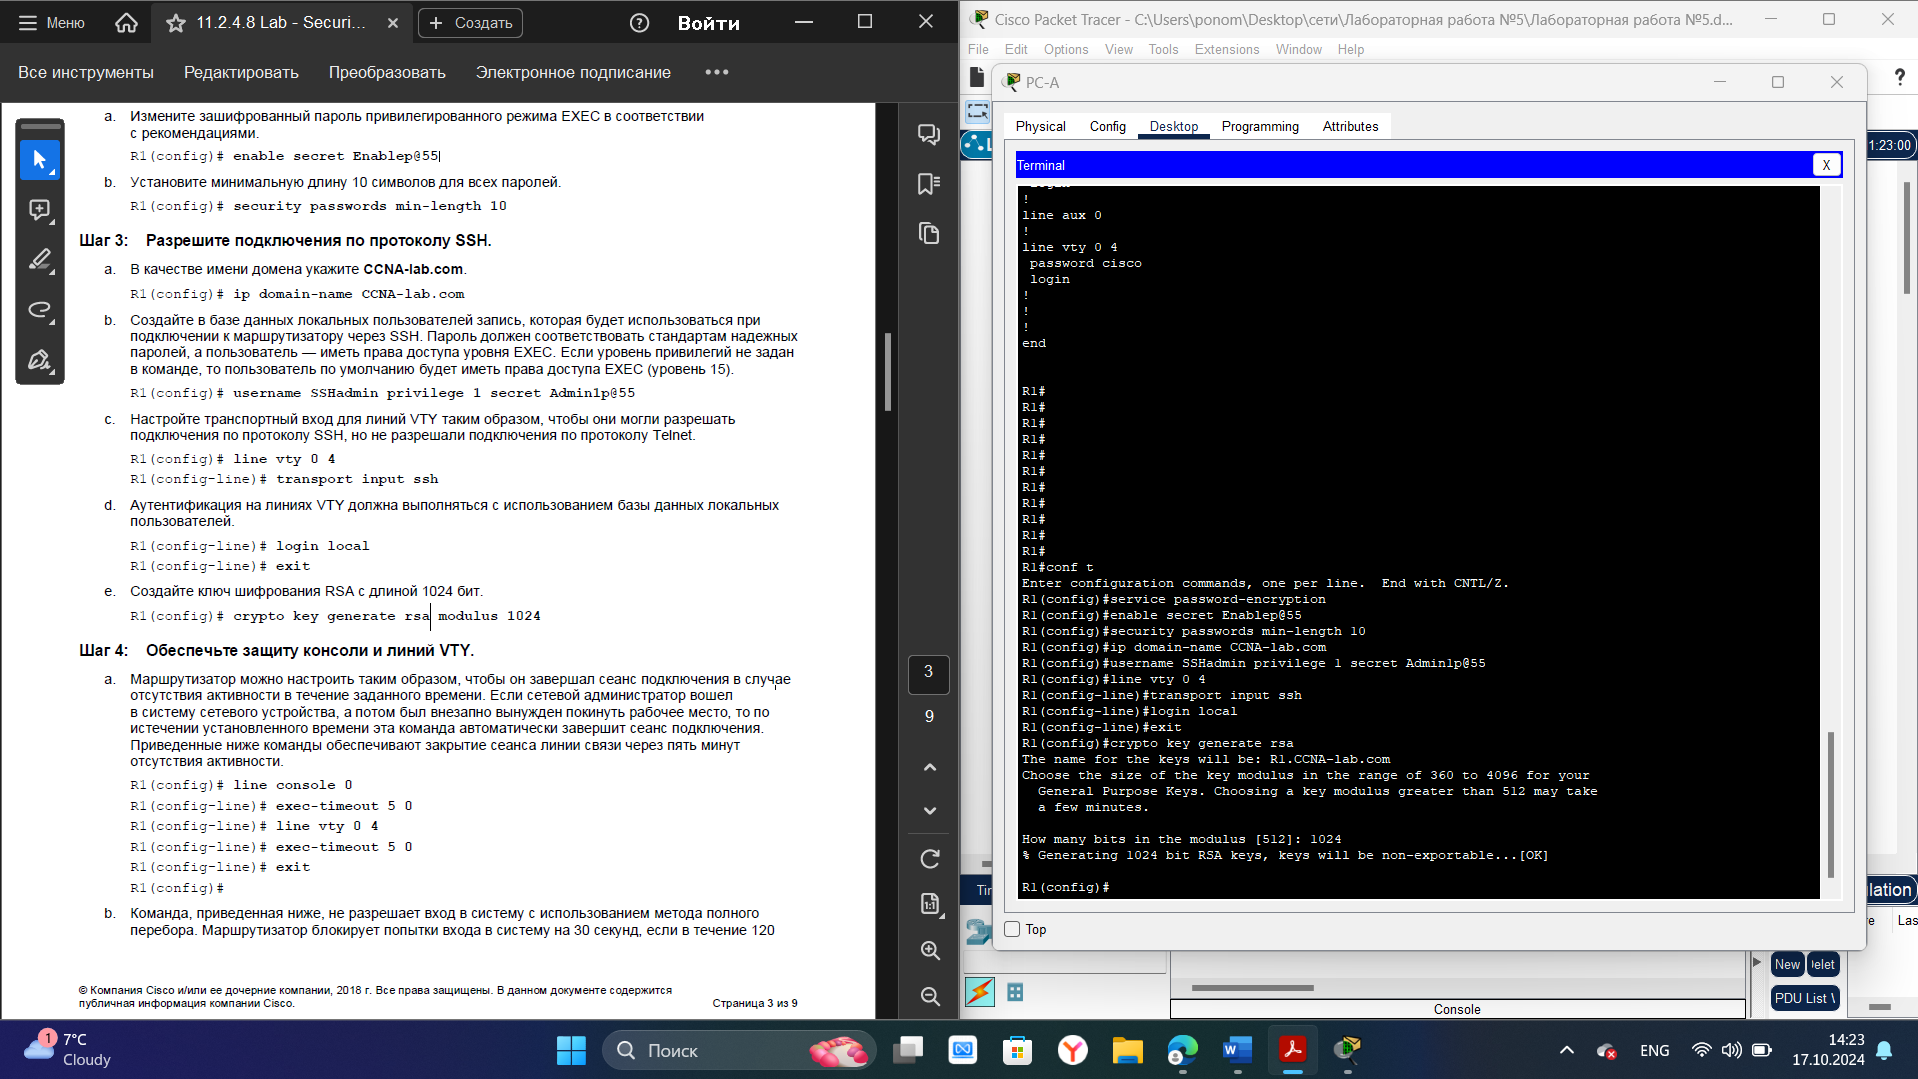 Меню
11.2.4.8 Lab - Securi...
Создать
Войти
Все инструменты
Редактировать
Преобразовать
Электронное подписание
a. Измените зашифрованный пароль привилегированного режима EXEC в соответствии
с рекомендациями.
R1(config)# enable secret Enablep@55
b. Установите минимальную длину 10 символов для всех паролей.
R1(config)# security passwords min-length 10
Шаг 3: Разрешите подключения по протоколу SSH.
a. В качестве имени домена укажите CCNA-lab.com.
R1(config)# ip domain-name CCNA-lab.com
b. Создайте в базе данных локальных пользователей запись, которая будет использоваться при
подключении к маршрутизатору через SSH. Пароль должен соответствовать стандартам надежных
паролей, а пользователь — иметь права доступа уровня EXEC. Если уровень привилегий не задан
в команде, то пользователь по умолчанию будет иметь права доступа EXEC (уровень 15).
R1(config)# username SSHadmin privilege 1 secret Admin1p@55
c. Настройте транспортный вход для линий VTY таким образом, чтобы они могли разрешать
подключения по протоколу SSH, но не разрешали подключения по протоколу Telnet.
R1(config)# line vty 0 4
R1(config-line)# transport input ssh
d. Аутентификация на линиях VTY должна выполняться с использованием базы данных локальных
пользователей.
R1(config-line)# login local
R1(config-line)# exit
e. Создайте ключ шифрования RSA с длиной 1024 бит.
R1(config)# crypto key generate rsa modulus 1024
Шаг 4: Обеспечьте защиту консоли и линий VTY.
a. Маршрутизатор можно настроить таким образом, чтобы он завершал сеанс подключения в случае
отсутствия активности в течение заданного времени. Если сетевой администратор вошел
в систему сетевого устройства, а потом был внезапно вынужден покинуть рабочее место, то по
истечении установленного времени эта команда автоматически завершит сеанс подключения.
Приведенные ниже команды обеспечивают закрытие сеанса линии связи через пять минут
отсутствия активности.
R1(config)# line console 0
R1(config-line)# exec-timeout 5 0
R1(config-line)# line vty 0 4
R1(config-line)# exec-timeout 5 0
R1(config-line)# exit
R1(config)#
b. Команда, приведенная ниже, не разрешает вход в систему с использованием метода полного
перебора. Маршрутизатор блокирует попытки входа в систему на 30 секунд, если в течение 120
© Компания Cisco и/или ее дочерние компании, 2018 г. Все права защищены. В данном документе содержится
публичная информация компании Cisco.
Страница 3 из 9
3
9
1:1
Cisco Packet Tracer - C:\Users\ponom\Desktop\сети\Лабораторная работа №5\Лабораторная работа №5.d...
File Edit Options View Tools Extensions Window Help
PC-A
?
Physical Config Desktop Programming Attributes
1:23:00
Terminal
X
!
line aux 0
!
line vty 0 4
password cisco
login
!
!
!
end
R1#
R1#
R1#
R1#
R1#
R1#
R1#
R1#
R1#
R1#
R1#
R1#conf t
Enter configuration commands, one per line. End with CNTL/Z.
R1(config)#service password-encryption
R1(config)#enable secret Enablep@55
R1(config)#security passwords min-length 10
R1(config)#ip domain-name CCNA-lab.com
R1(config)#username SSHadmin privilege 1 secret Admin1p@55
R1(config)#line vty 0 4
R1(config-line)#transport input ssh
R1(config-line)#login local
R1(config-line)#exit
R1(config)#crypto key generate rsa
The name for the keys will be: R1.CCNA-lab.com
Choose the size of the key modulus in the range of 360 to 4096 for your
General Purpose Keys. Choosing a key modulus greater than 512 may take
a few minutes.
How many bits in the modulus [512]: 1024
% Generating 1024 bit RSA keys, keys will be non-exportable...[OK]
R1(config)#
Top
Tir
lation
e
Las
New
elet
PDU List
Console
1
7°C
Cloudy
Поиск
ENG
14:23
17.10.2024